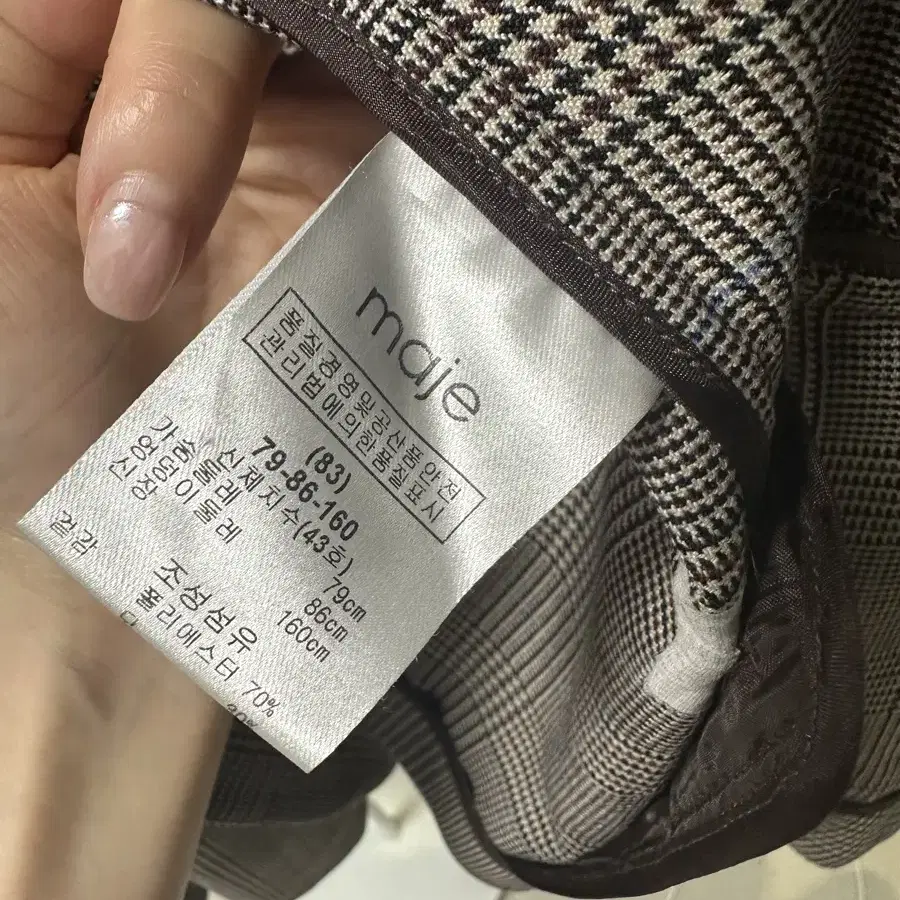 maje
품질경영및공산품안전
관리법에의한품질표시
(83)
79-86-160
신체치수(43호)
가슴둘레 79cm
엉덩이둘레 86cm
신장 160cm
조성섬유
겉감 폴리에스터 70%